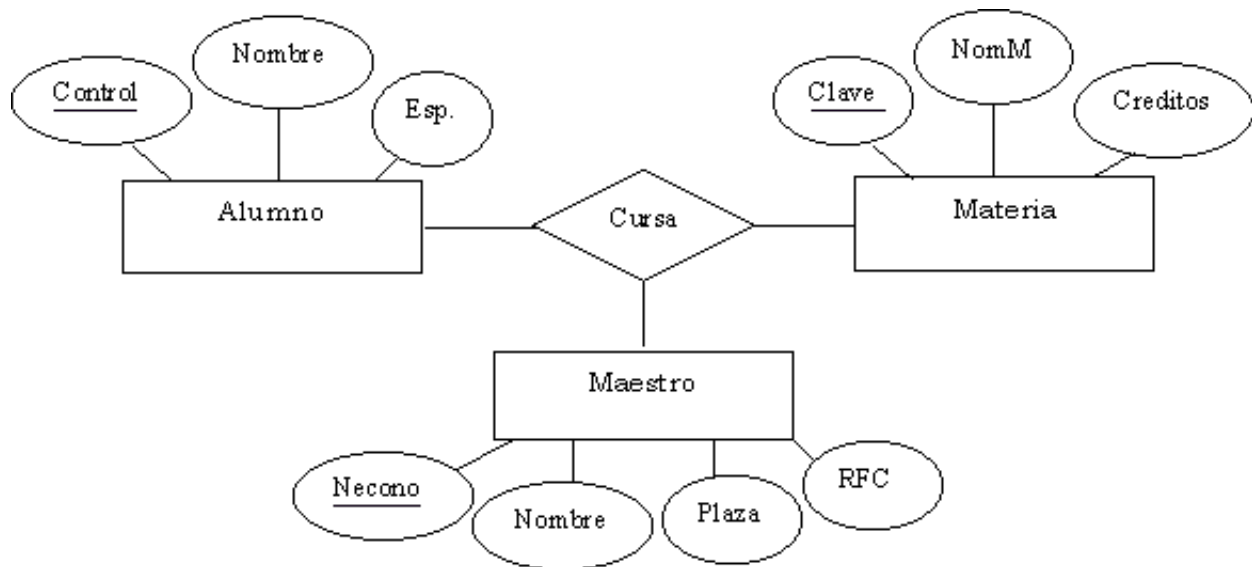 Nombre
Control
Esp.
Alumno
NomM
Clave
Creditos
Materia
Cursa
Maestro
Necono
Nombre
Plaza
RFC